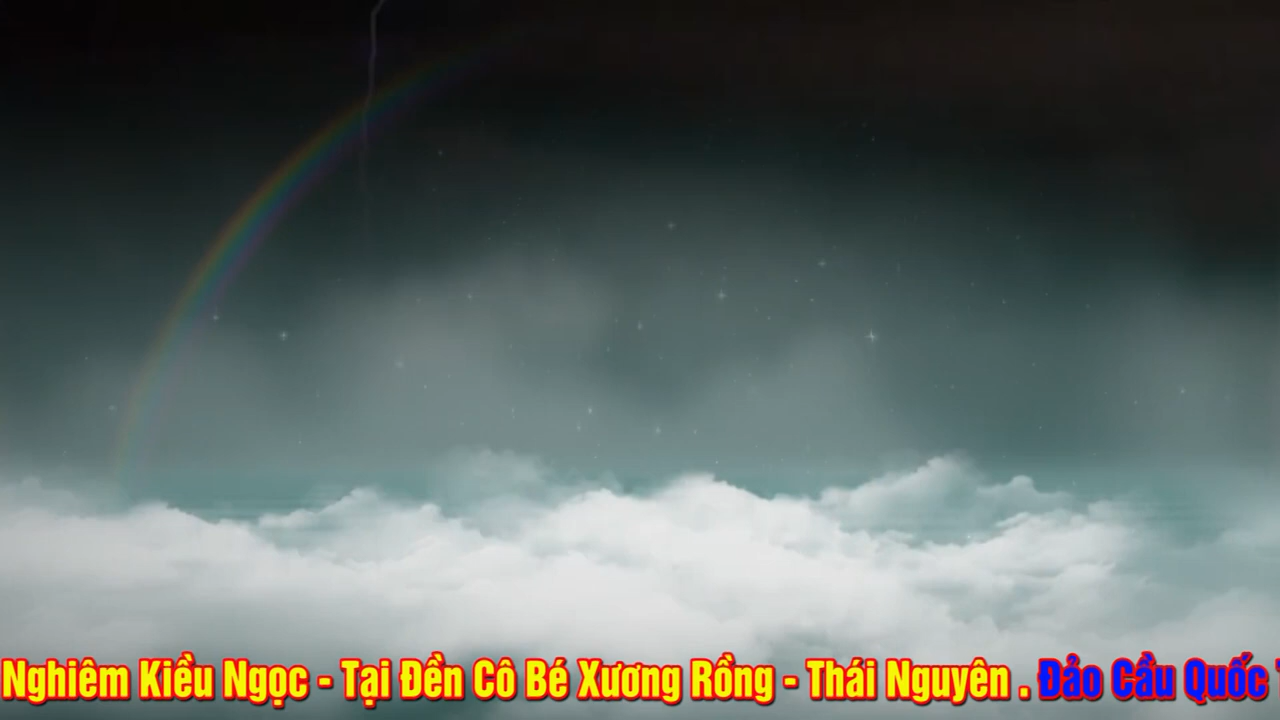 Nghiêm Kiều Ngọc - Tại Đền Cô Bé Xương Rồng - Thái Nguyên . Đảo Cầu Quốc